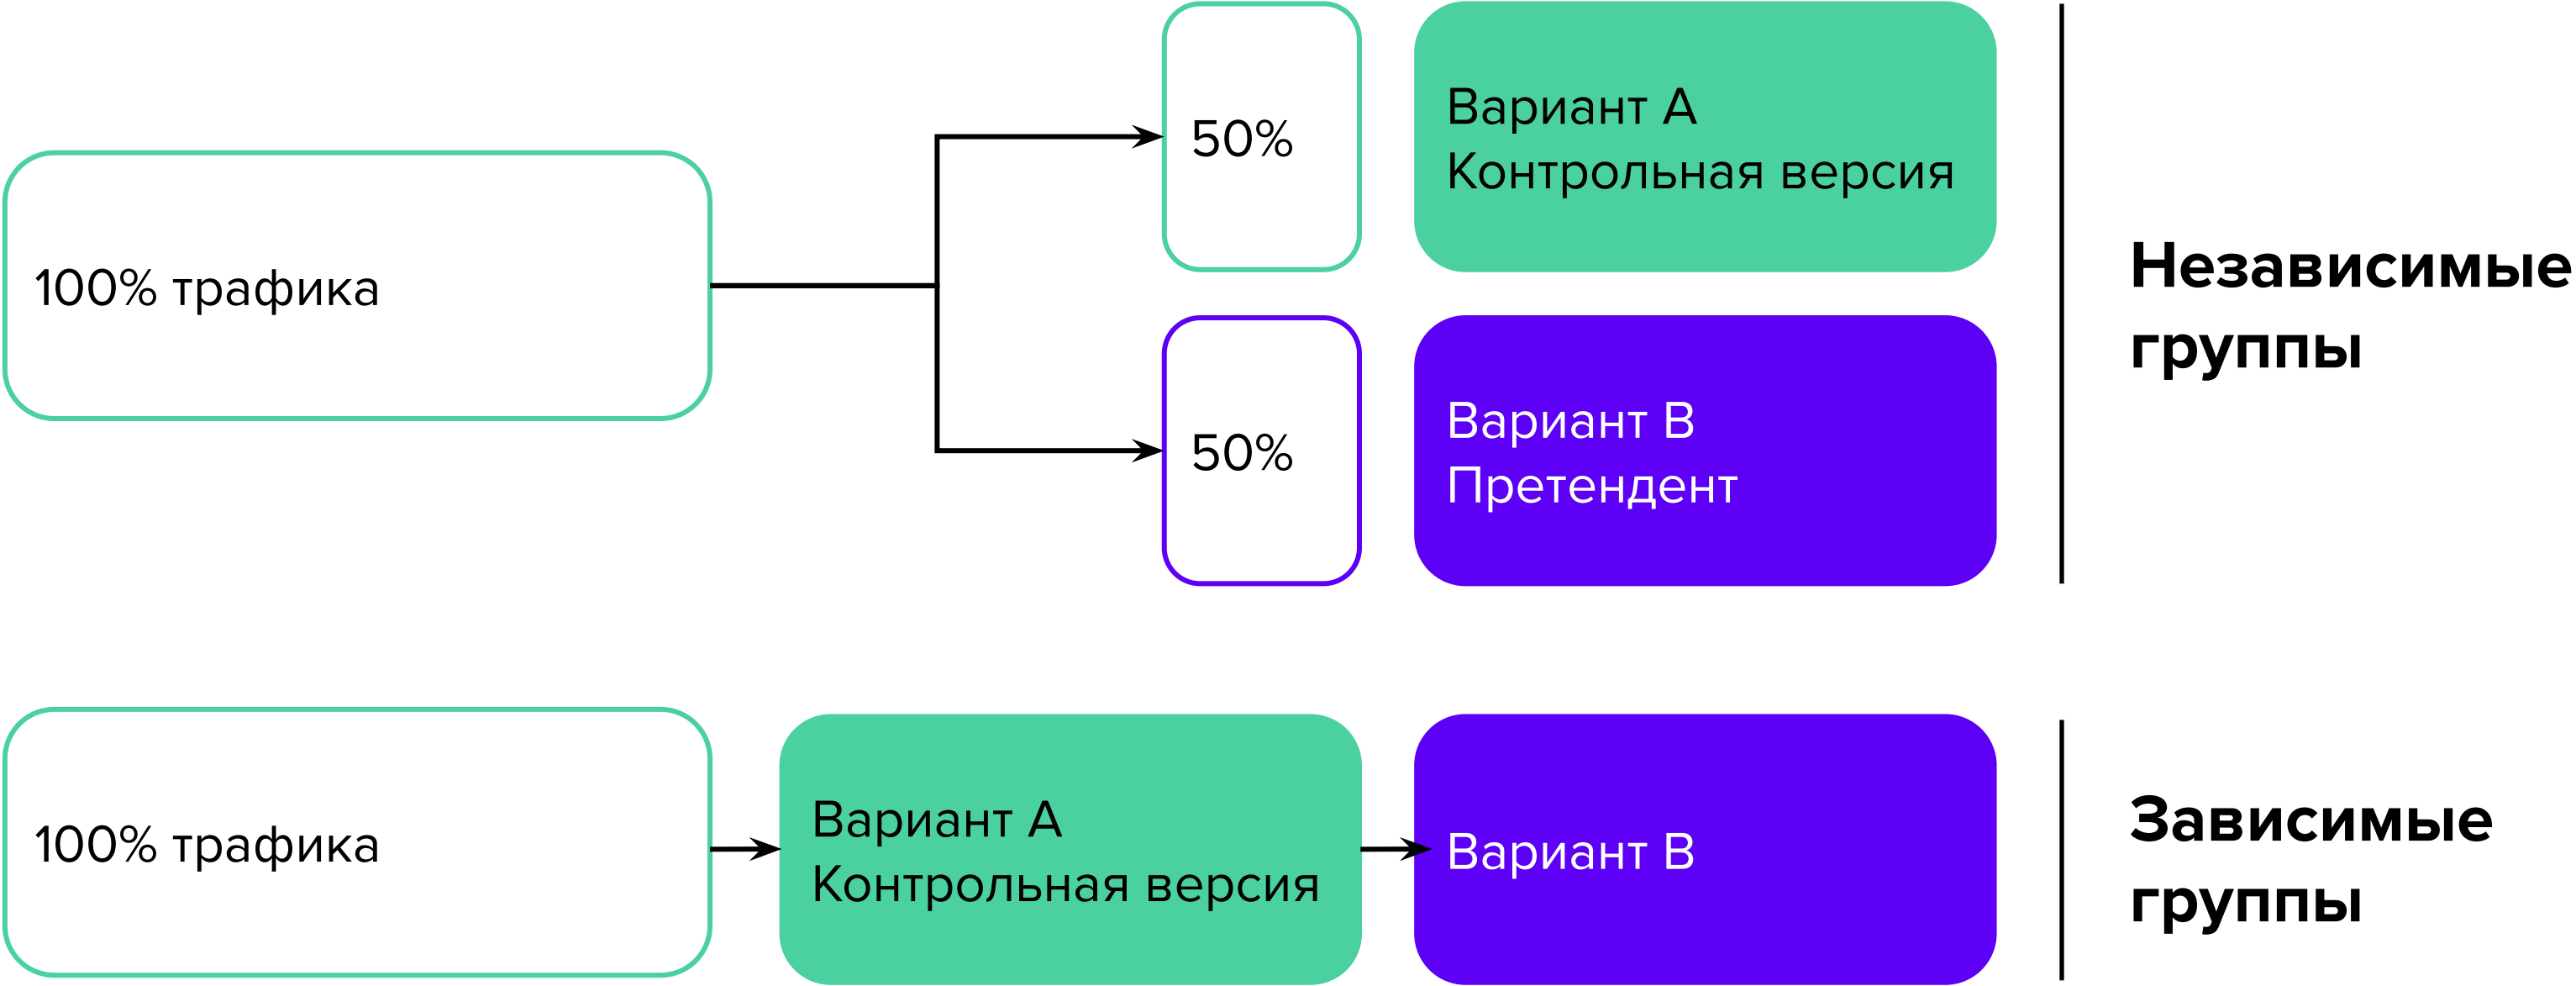 100% трафика
50%
Вариант A
Контрольная версия
50%
Вариант B
Претендент
Независимые
группы
100% трафика
Вариант A
Контрольная версия
Вариант B
Зависимые
группы